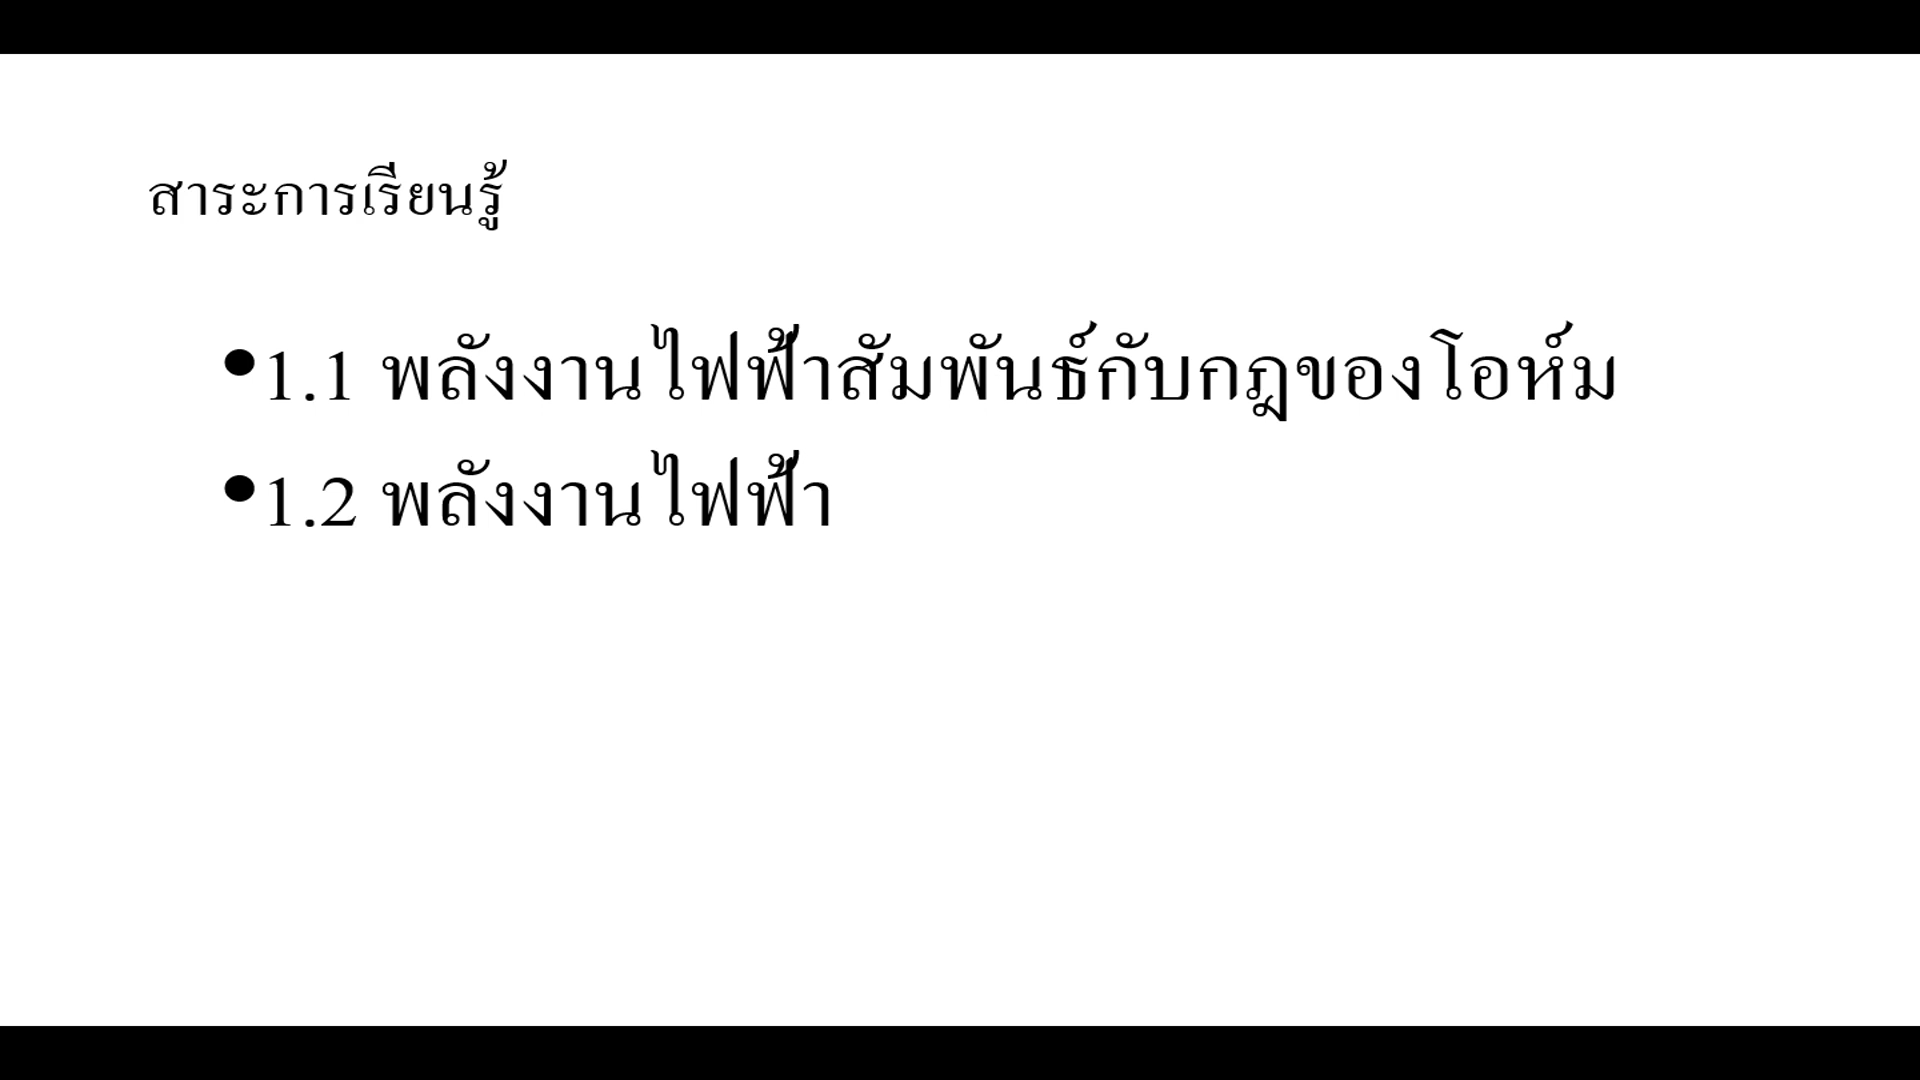 สาระการเรียนรู้
•1.1 พลังงานไฟฟ้าสัมพันธ์กับกฎของโอห์ม
•1.2 พลังงานไฟฟ้า